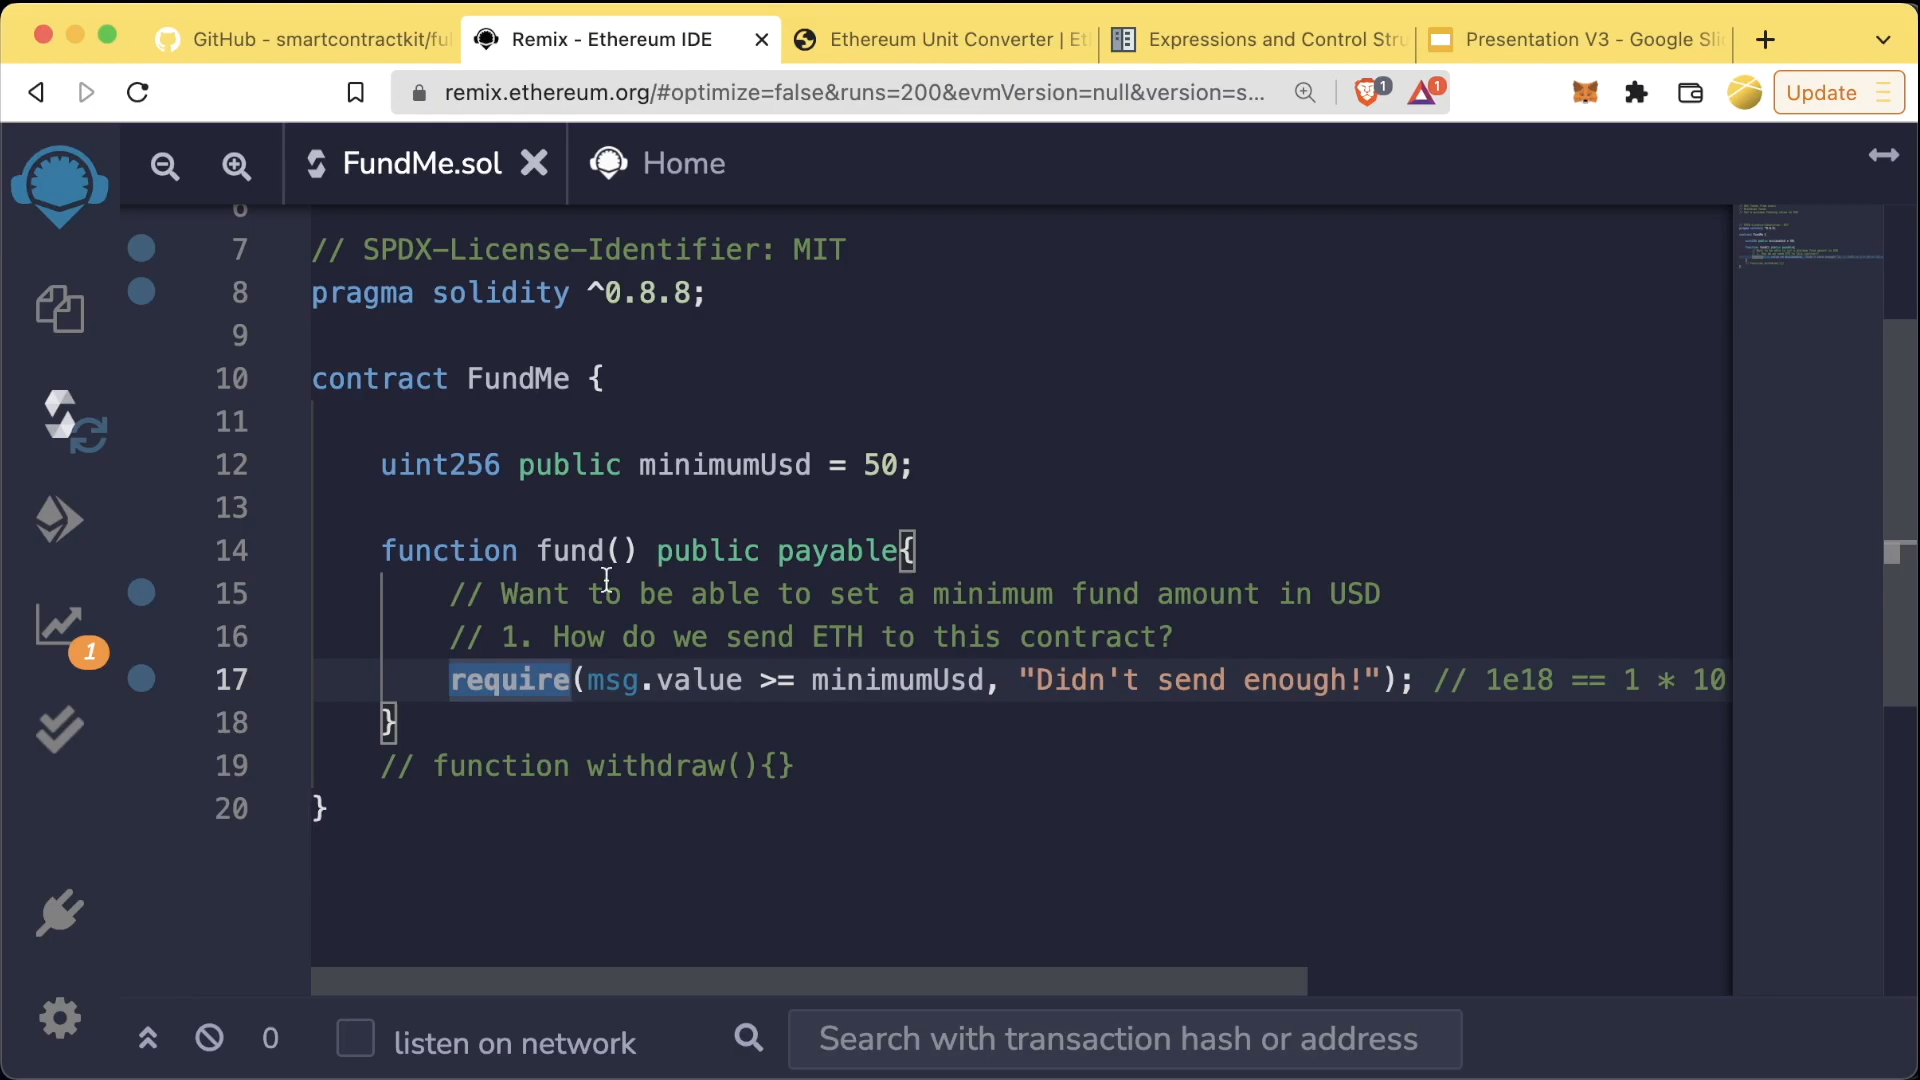 GitHub - smartcontractkit/ful
Remix - Ethereum IDE
Ethereum Unit Converter | Et
Expressions and Control Stru
Presentation V3 - Google Slid
remix.ethereum.org/#optimize=false&runs=200&evmVersion=null&version=s...
1
1
Update
FundMe.sol
Home
6
7 // SPDX-License-Identifier: MIT
8 pragma solidity ^0.8.8;
9
10 contract FundMe {
11
12 uint256 public minimumUsd = 50;
13
14 function fund() public payable{
15 // Want to be able to set a minimum fund amount in USD
16 // 1. How do we send ETH to this contract?
17 require(msg.value >= minimumUsd, "Didn't send enough!"); // 1e18 == 1 * 10
18 }
19 // function withdraw(){}
20 }
1
0
listen on network
Search with transaction hash or address